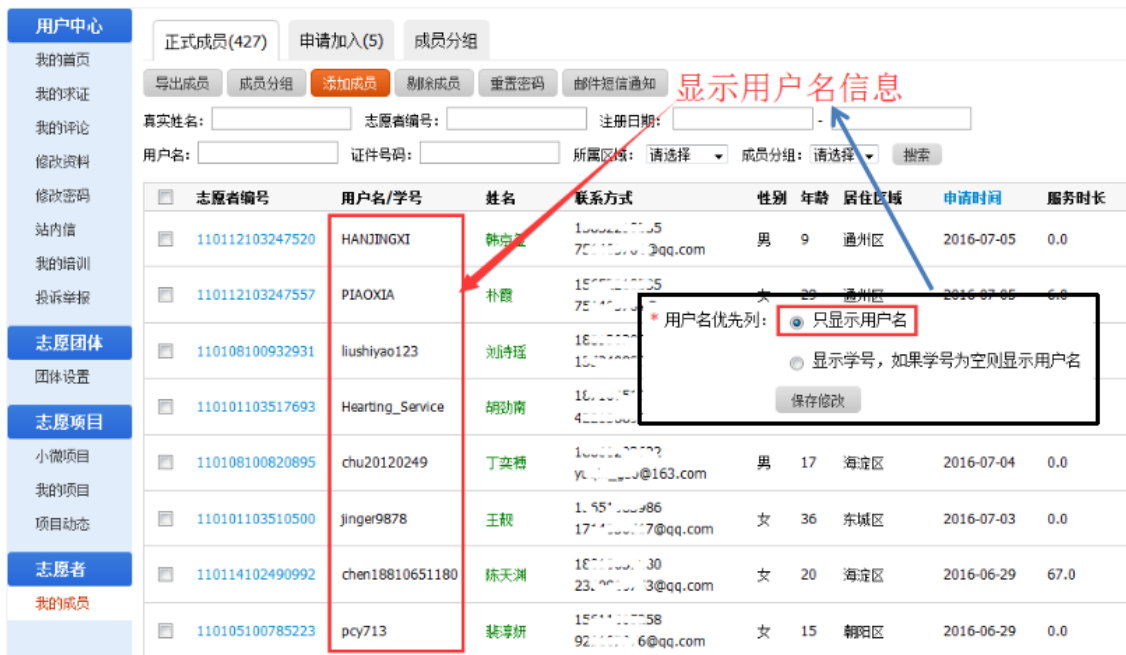 用户中心
我的首页
我的求证
我的评论
修改资料
修改密码
站内信
我的培训
投诉举报
志愿团体
团体设置
志愿项目
小微项目
我的项目
项目动态
志愿者
我的成员
正式成员(427) 申请加入(5) 成员分组
导出成员 成员分组 添加成员 剔除成员 重置密码 邮件短信通知
显示用户名信息
真实姓名: 志愿者编号: 注册日期: -
用户名: 证件号码: 所属区域: 请选择 成员分组: 请选择 搜索
志愿者编号 用户名/学号 姓名 联系方式 性别 年龄 居住区域 申请时间 服务时长
110112103247520 HANJINGXI 男 9 通州区 2016-07-05 0.0
@qq.com
110112103247557 PIAOXIA 朴霞
110108100932931 liushiyao123 刘诗瑶
110101103517693 Hearting_Service 胡劲南
110108100820895 chu20120249 丁奕搏 男 17 海淀区 2016-07-04 0.0
@163.com
110101103510500 jinger9878 王靓 女 36 东城区 2016-07-03 0.0
7@qq.com
110114102490992 chen18810651180 陈天渊 女 20 海淀区 2016-06-29 67.0
3@qq.com
110105100785223 pcy713 裴淳妍 女 15 朝阳区 2016-06-29 0.0
6@qq.com
* 用户名优先列: 只显示用户名
显示学号，如果学号为空则显示用户名
保存修改